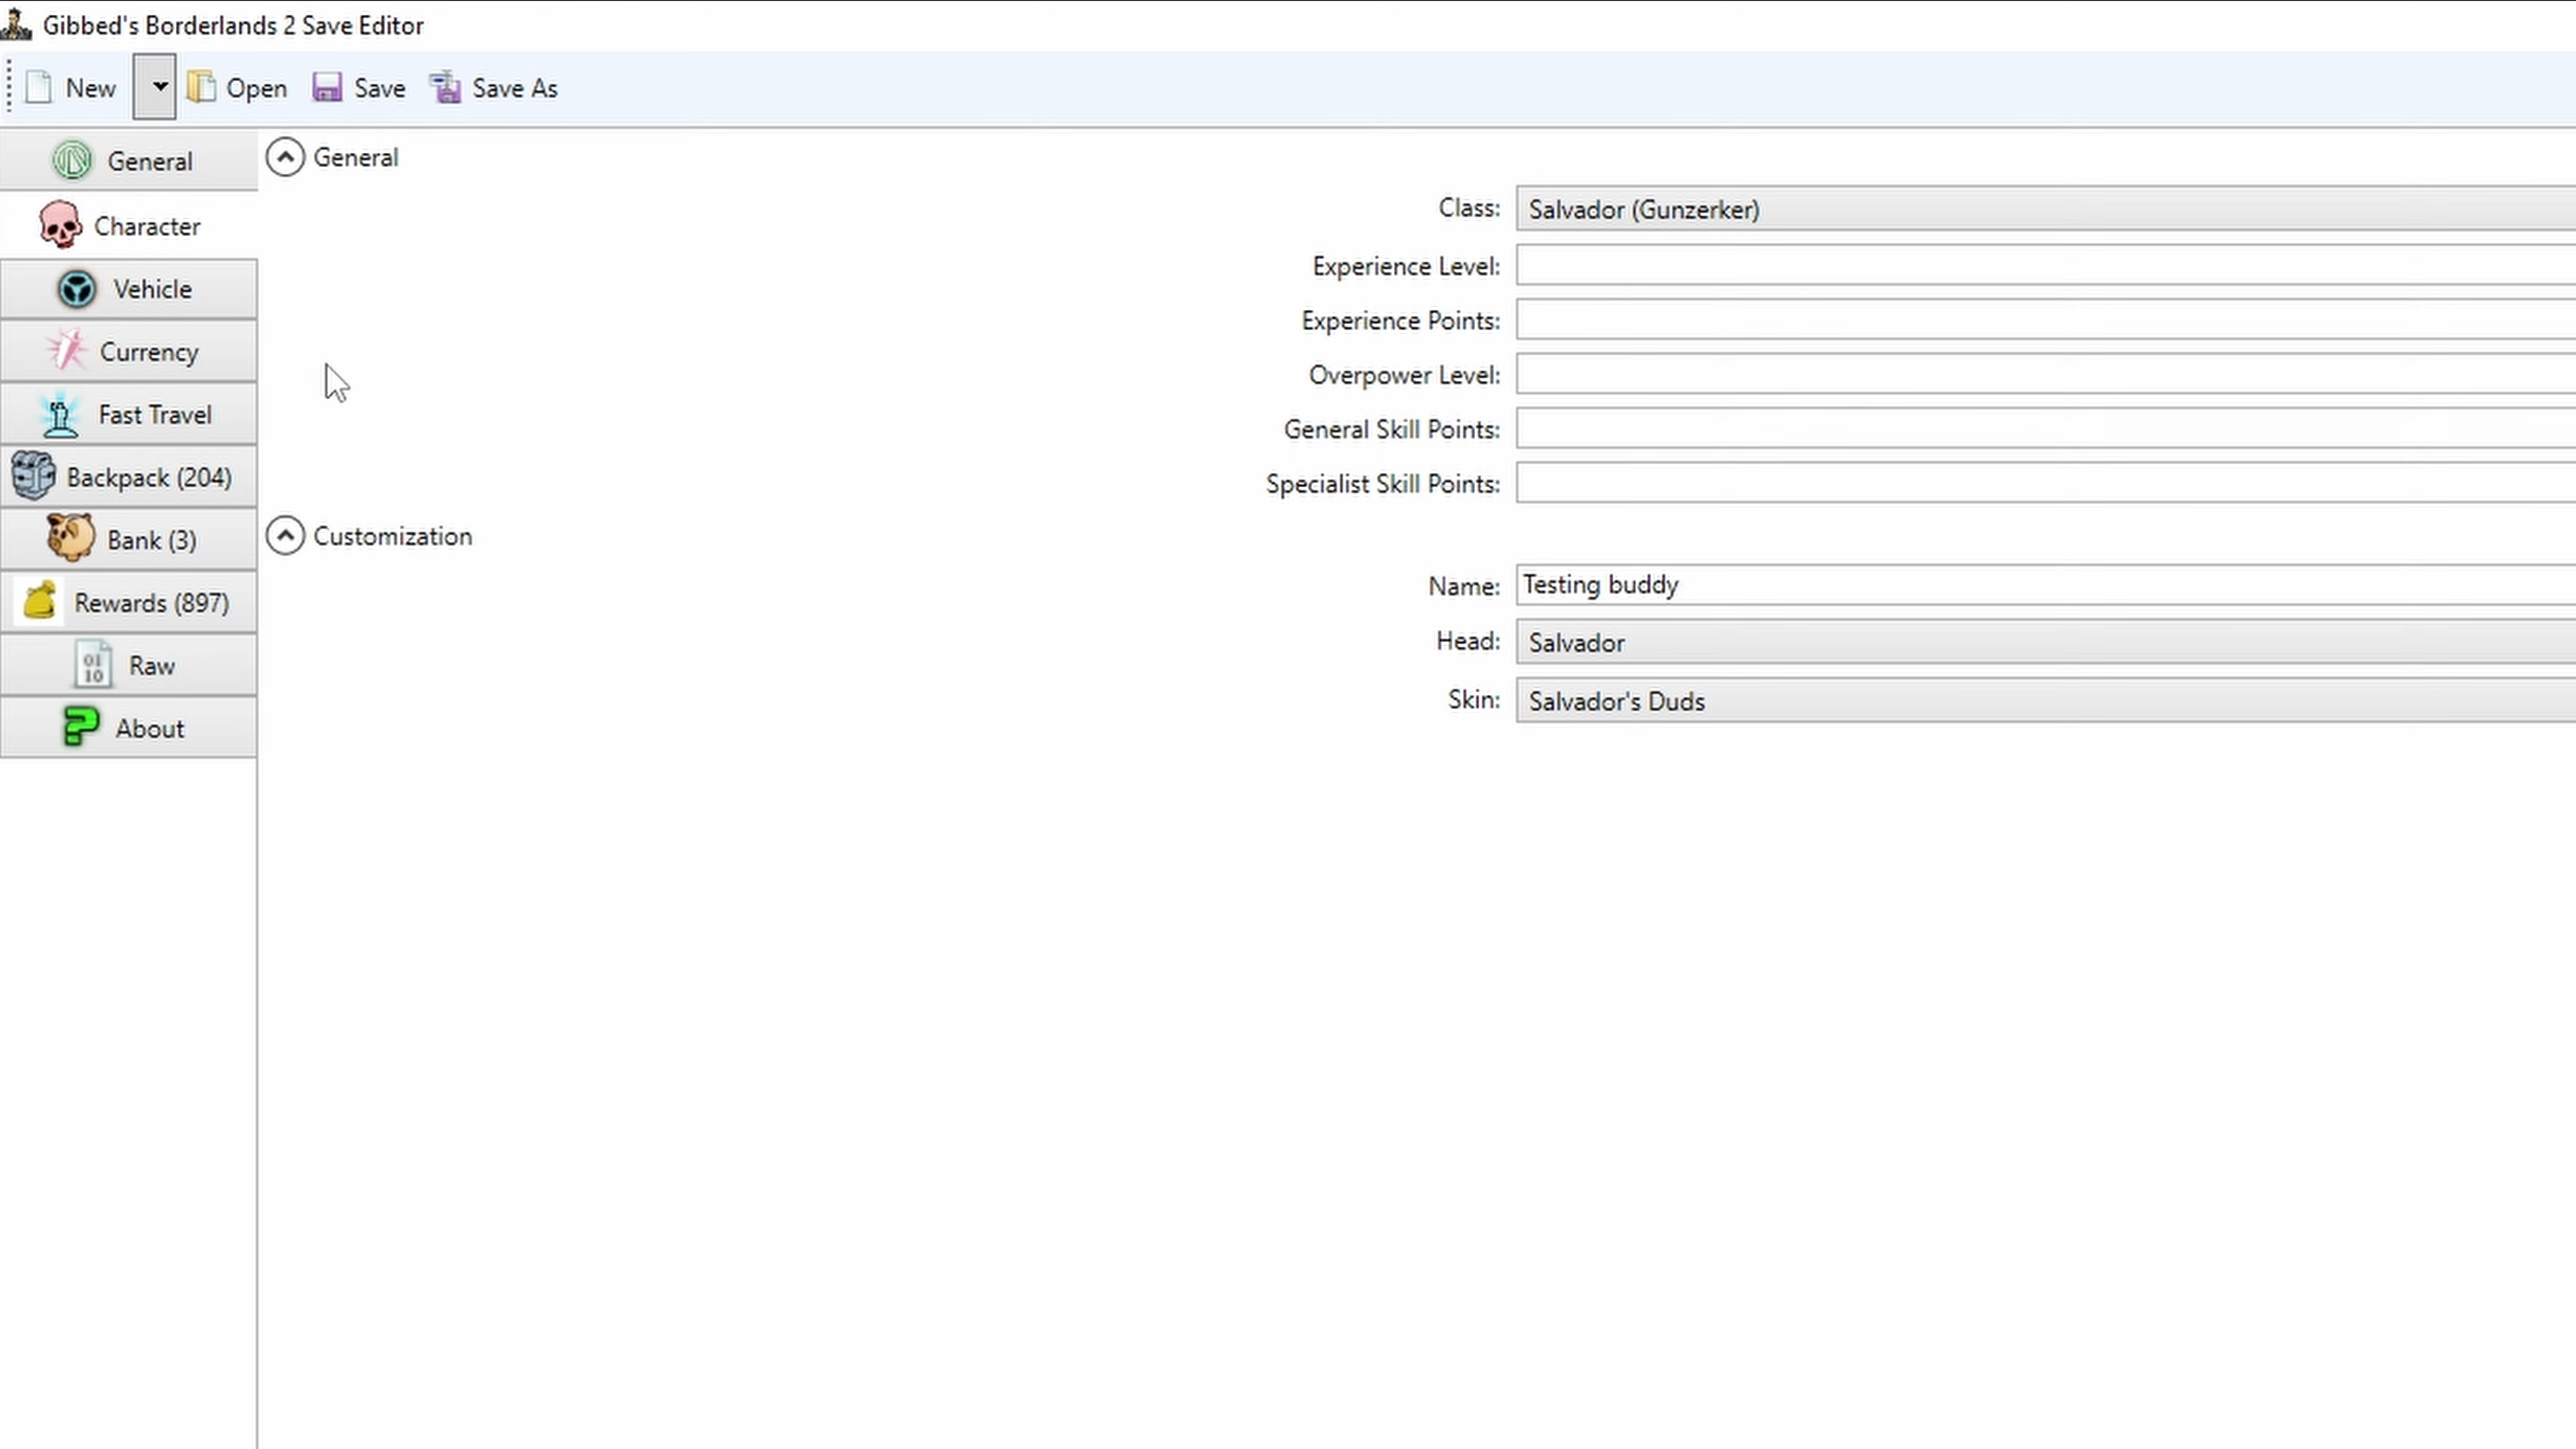 Gibbed's Borderlands 2 Save Editor
New Open Save Save As
General
Character
Vehicle
Currency
Fast Travel
Backpack (204)
Bank (3)
Rewards (897)
01
10
Raw
About
General
Class: Salvador (Gunzerker)
Experience Level:
Experience Points:
Overpower Level:
General Skill Points:
Specialist Skill Points:
Customization
Name: Testing buddy
Head: Salvador
Skin: Salvador's Duds